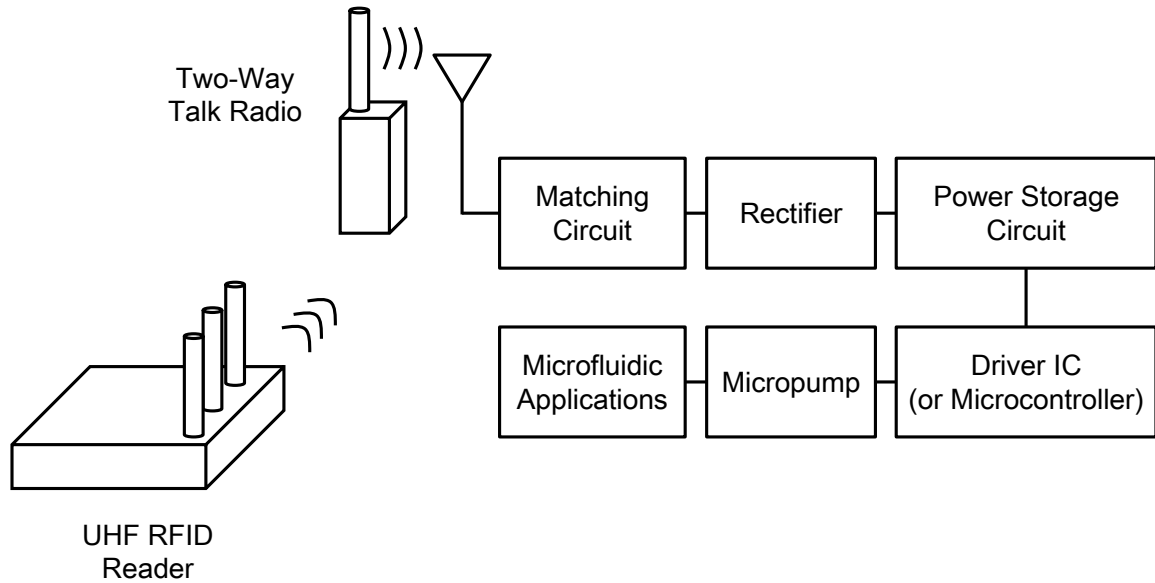 Two-Way
Talk Radio
Matching
Circuit
Rectifier
Power Storage
Circuit
Microfluidic
Applications
Micropump
Driver IC
(or Microcontroller)
UHF RFID
Reader